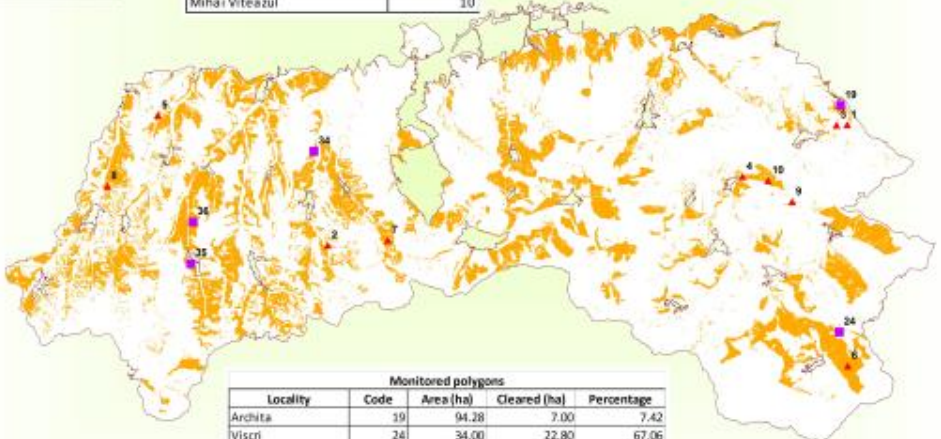 Mihai Viteazul 10
19
3 1
5
34
4
10
8
9
36
2
7
35
24
6
Monitored polygons
Locality Code Area (ha) Cleared (ha) Percentage
Archita 19 94.28 7.00 7.42
Viscri 24 34.00 22.80 67.06